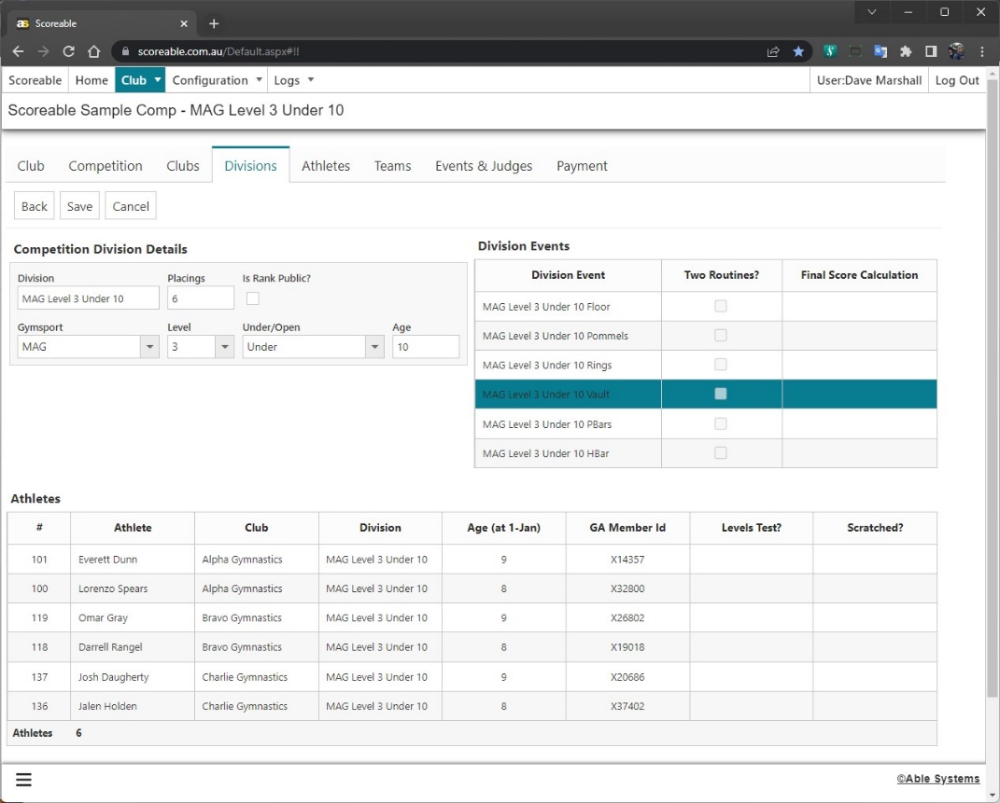 as Scoreable
scoreable.com.au/Default.aspx#!!
Scoreable Home Club Configuration Logs User:Dave Marshall Log Out
Scoreable Sample Comp - MAG Level 3 Under 10
Club Competition Clubs Divisions Athletes Teams Events & Judges Payment
Back Save Cancel
Competition Division Details
Division Placings Is Rank Public?
MAG Level 3 Under 10 6
Gymsport Level Under/Open Age
MAG 3 Under 10
Division Events
Division Event Two Routines? Final Score Calculation
MAG Level 3 Under 10 Floor
MAG Level 3 Under 10 Pommels
MAG Level 3 Under 10 Rings
MAG Level 3 Under 10 Vault
MAG Level 3 Under 10 PBars
MAG Level 3 Under 10 HBar
Athletes
# Athlete Club Division Age (at 1-Jan) GA Member Id Levels Test? Scratched?
101 Everett Dunn Alpha Gymnastics MAG Level 3 Under 10 9 X14357
100 Lorenzo Spears Alpha Gymnastics MAG Level 3 Under 10 8 X32800
119 Omar Gray Bravo Gymnastics MAG Level 3 Under 10 9 X26802
118 Darrell Rangel Bravo Gymnastics MAG Level 3 Under 10 8 X19018
137 Josh Daugherty Charlie Gymnastics MAG Level 3 Under 10 9 X20686
136 Jalen Holden Charlie Gymnastics MAG Level 3 Under 10 8 X37402
Athletes 6
©Able Systems